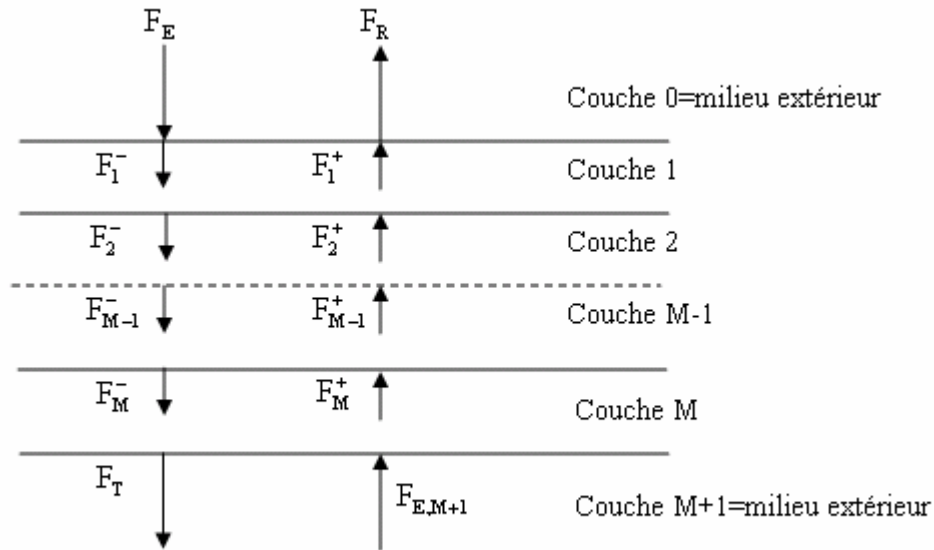 F_E F_R
Couche 0=milieu extérieur
F_1^- F_1^+ Couche 1
F_2^- F_2^+ Couche 2
F_{M-1}^- F_{M-1}^+ Couche M-1
F_M^- F_M^+ Couche M
F_T F_{E,M+1} Couche M+1=milieu extérieur